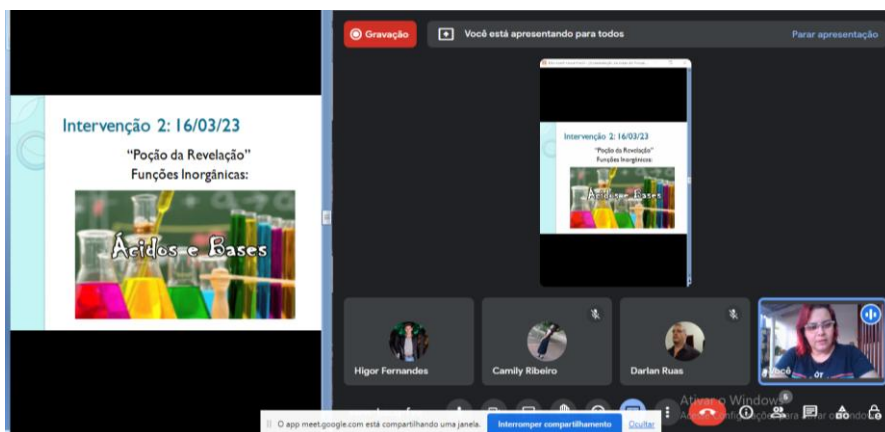 Intervenção 2: 16/03/23
"Poção da Revelação"
Funções Inorgânicas:
Ácidos e Bases
Gravação
Você está apresentando para todos
Parar apresentação
Intervenção 2: 16/03/23
"Poção da Revelação"
Funções Inorgânicas:
Ácidos e Bases
Higor Fernandes
Camily Ribeiro
Darlan Ruas
Você
Ativar o Windows
5
O app meet.google.com está compartilhando uma janela.
Interromper compartilhamento
Ocultar